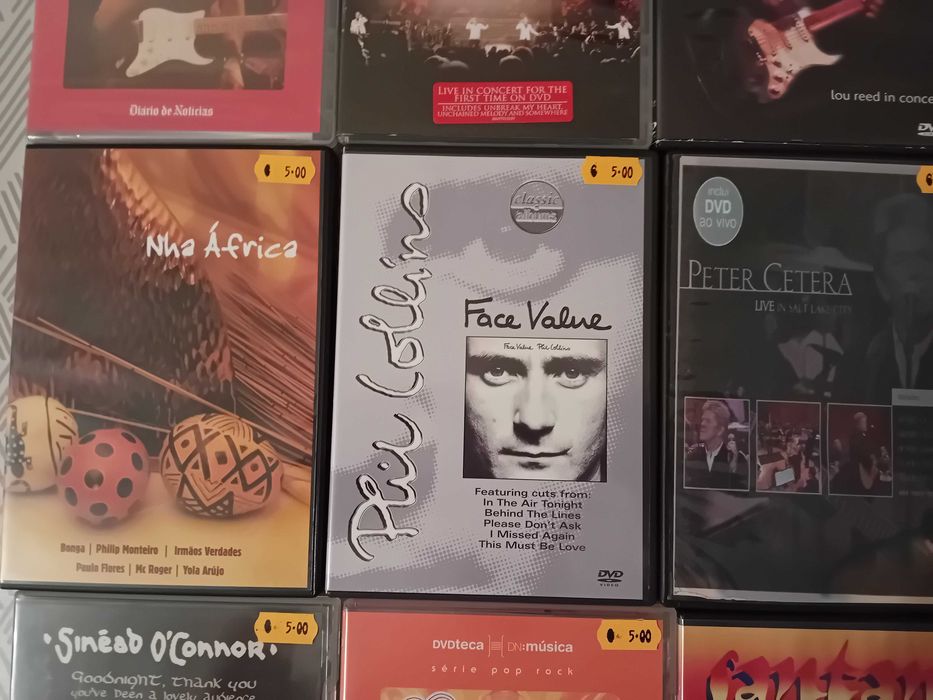 Diário de Notícias
LIVE IN CONCERT FOR THE
FIRST TIME ON DVD
INCLUDES UNBREAK MY HEART,
UNCHAINED MELODY AND SOMEWHERE
lou reed in conce
DV
€ 5.00
Nha África
Bonga | Philip Monteiro | Irmãos Verdades
Paulo Flores | Mc Roger | Yola Araújo
€ 5.00
classic
albums
Phil Collins
Face Value
Face Value Phil Collins
Featuring cuts from:
In The Air Tonight
Behind The Lines
Please Don't Ask
I Missed Again
This Must Be Love
DVD
VIDEO
€
inclui
DVD
ao vivo
PETER CETERA
LIVE IN SALT LAKE CITY
€ 5.00
Sinéad O'Connor
Goodnight, thank you
you've been a lovely audience
€ 5.00
DVDteca DN:música
série pop rock
Santan